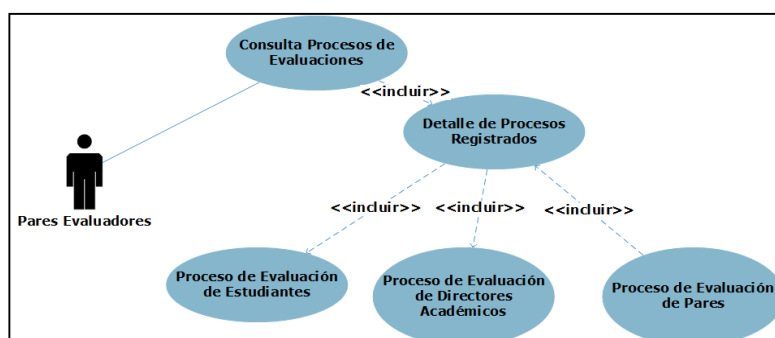 Consulta Procesos de
Evaluaciones
<<incluir>>
Detalle de Procesos
Registrados
Pares Evaluadores
<<incluir>>
<<incluir>>
<<incluir>>
Proceso de Evaluación
de Estudiantes
Proceso de Evaluación
de Directores
Académicos
Proceso de Evaluación
de Pares